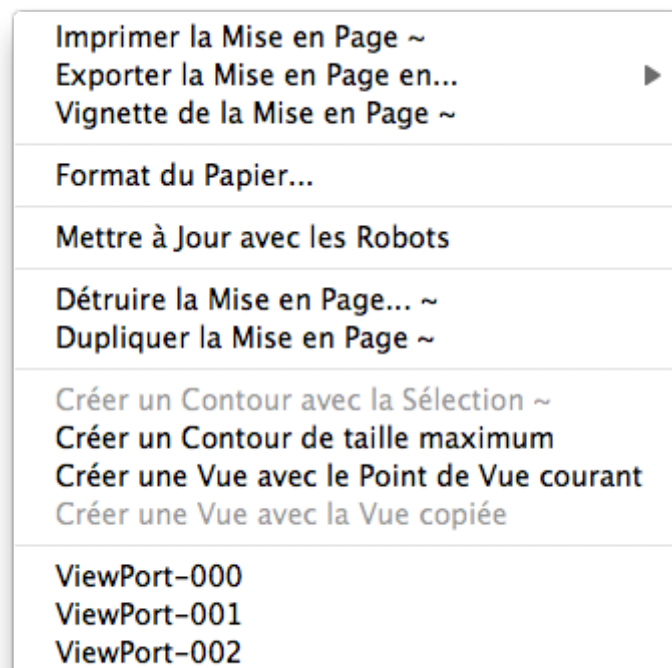 Imprimer la Mise en Page ~
Exporter la Mise en Page en...
Vignette de la Mise en Page ~
Format du Papier...
Mettre à Jour avec les Robots
Détruire la Mise en Page... ~
Dupliquer la Mise en Page ~
Créer un Contour avec la Sélection ~
Créer un Contour de taille maximum
Créer une Vue avec le Point de Vue courant
Créer une Vue avec la Vue copiée
ViewPort-000
ViewPort-001
ViewPort-002